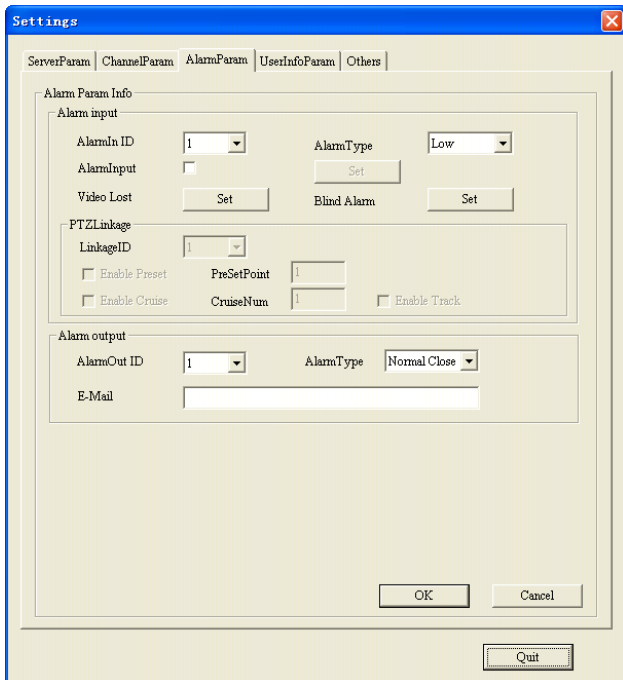 Settings
ServerParam ChannelParam AlarmParam UserInfoParam Others
Alarm Param Info
Alarm input
AlarmIn ID 1 AlarmType Low
AlarmInput Set
Video Lost Set Blind Alarm Set
PTZLinkage
LinkageID 1
Enable Preset PreSetPoint 1
Enable Cruise CruiseNum 1 Enable Track
Alarm output
AlarmOut ID 1 AlarmType Normal Close
E-Mail
OK Cancel
Quit